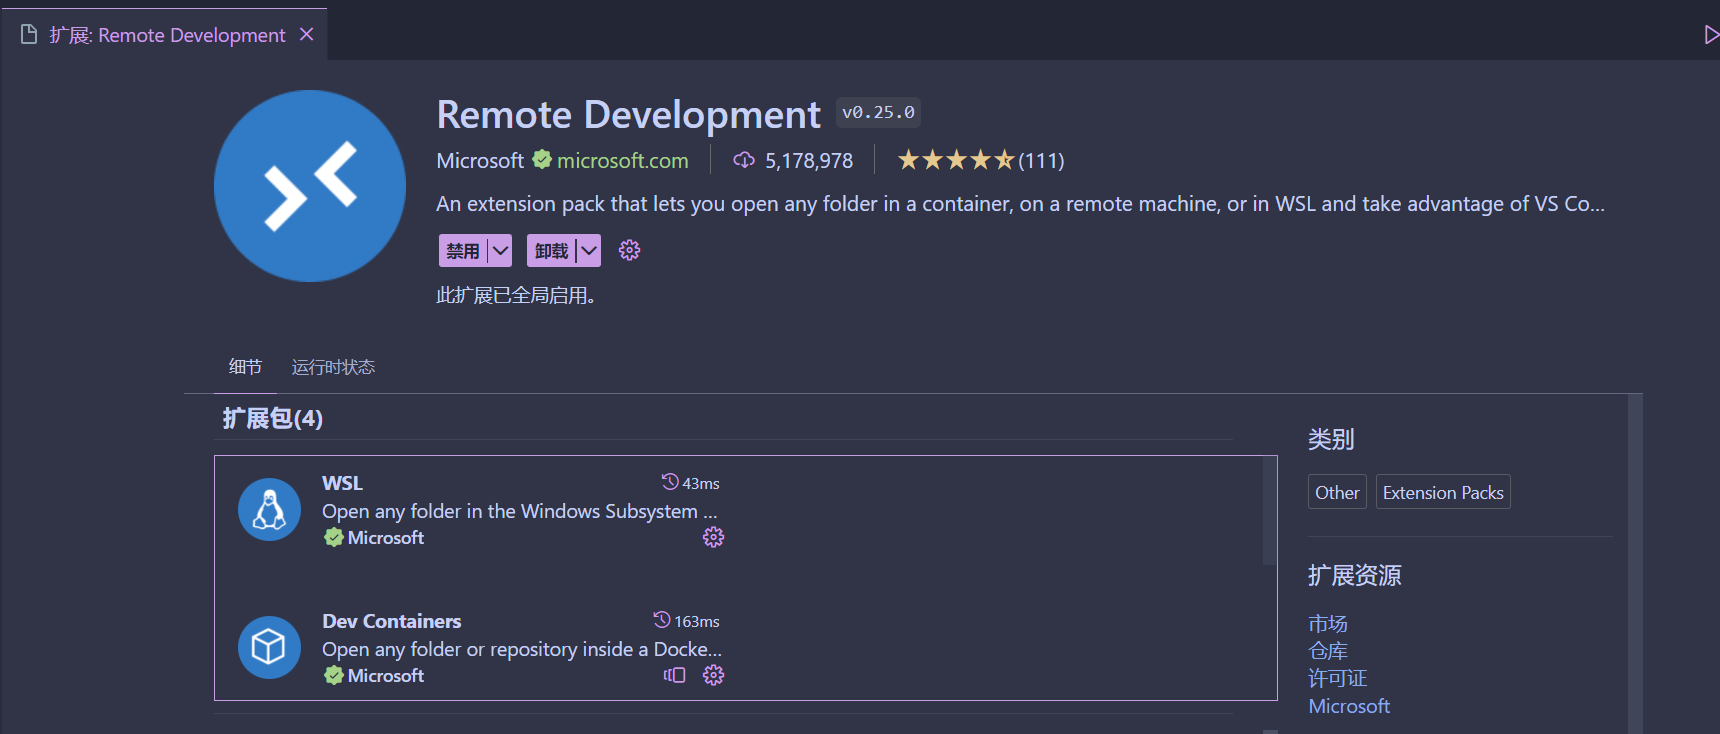 扩展: Remote Development
Remote Development v0.25.0
Microsoft microsoft.com 5,178,978 (111)
An extension pack that lets you open any folder in a container, on a remote machine, or in WSL and take advantage of VS Co...
禁用 卸载
此扩展已全局启用。
细节 运行时状态
扩展包(4)
WSL 43ms
Open any folder in the Windows Subsystem ...
Microsoft
Dev Containers 163ms
Open any folder or repository inside a Docke...
Microsoft
类别
Other Extension Packs
扩展资源
市场
仓库
许可证
Microsoft